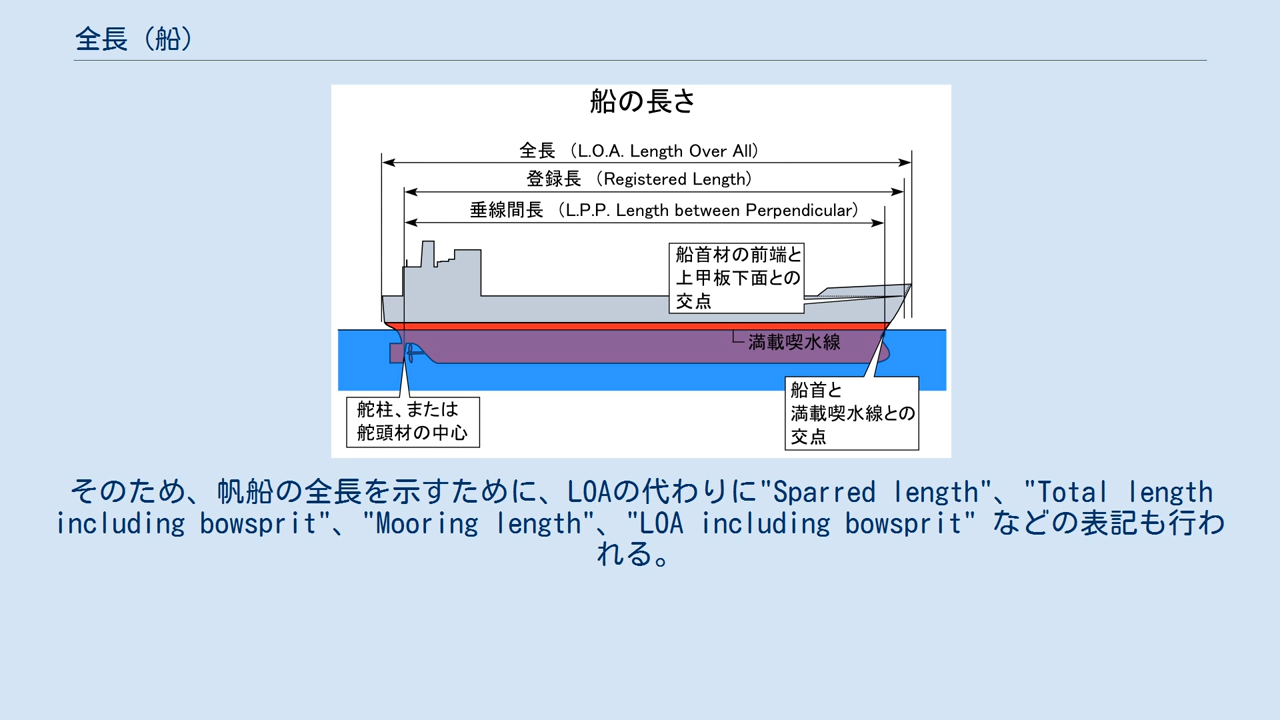 全長（船）
船の長さ
全長 （L.O.A. Length Over All）
登録長 （Registered Length）
垂線間長 （L.P.P. Length between Perpendicular）
船首材の前端と
上甲板下面との
交点
満載喫水線
船首と
満載喫水線との
交点
舵柱、または
舵頭材の中心
そのため、帆船の全長を示すために、LOAの代わりに"Sparred length"、"Total length
including bowsprit"、"Mooring length"、"LOA including bowsprit" などの表記も行わ
れる。